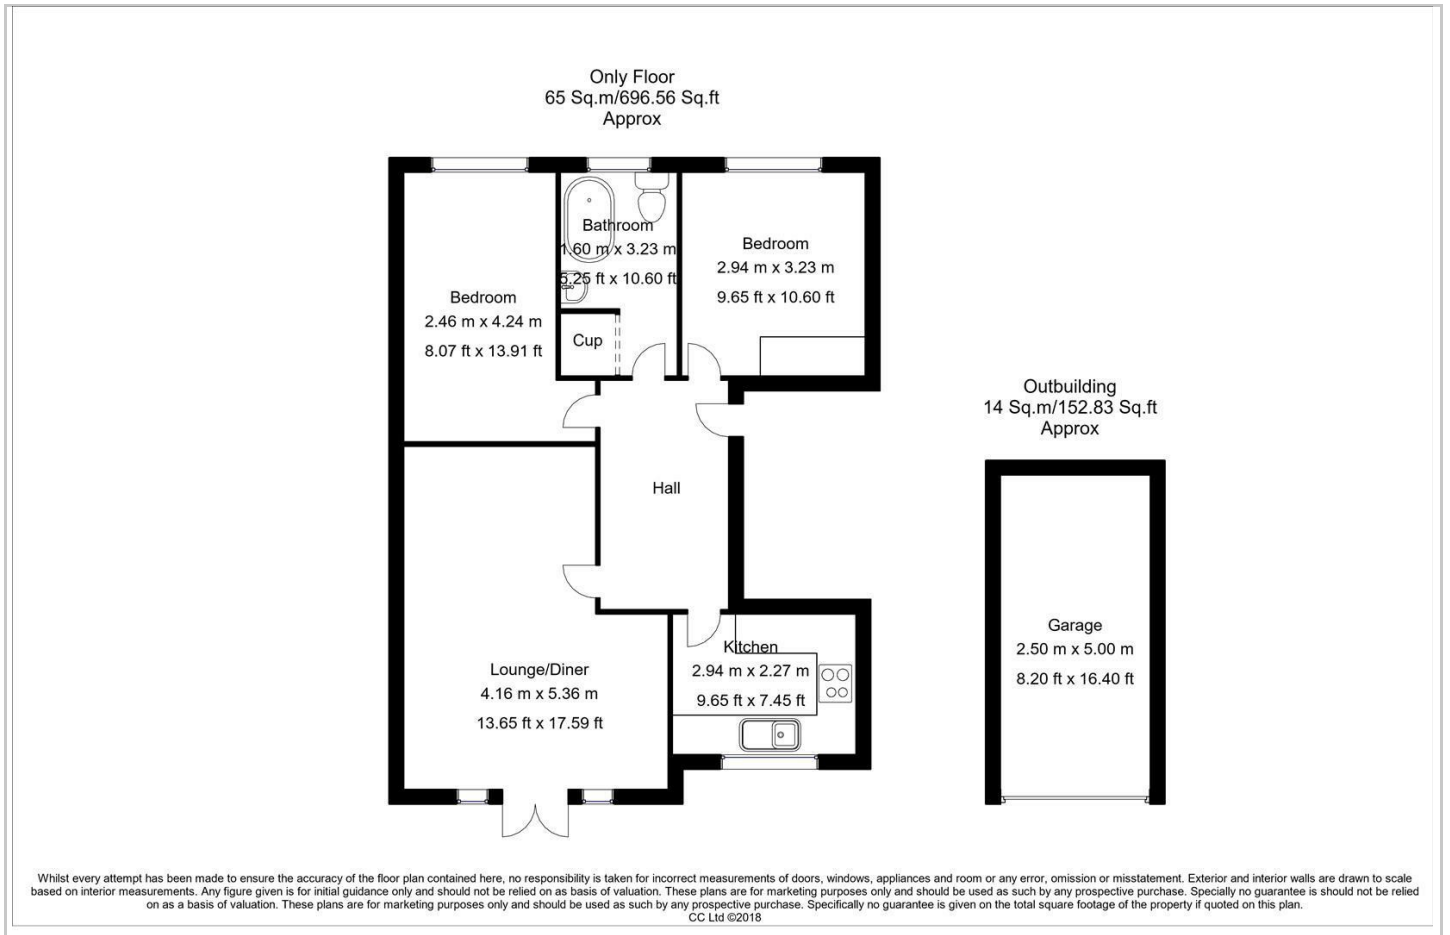 Only Floor
65 Sq.m/696.56 Sq.ft
Approx
Bathroom
1.60 m x 3.23 m
5.25 ft x 10.60 ft
Bedroom
2.94 m x 3.23 m
9.65 ft x 10.60 ft
Bedroom
2.46 m x 4.24 m
8.07 ft x 13.91 ft
Cup
Hall
Outbuilding
14 Sq.m/152.83 Sq.ft
Approx
Lounge/Diner
4.16 m x 5.36 m
13.65 ft x 17.59 ft
Kitchen
2.94 m x 2.27 m
9.65 ft x 7.45 ft
Garage
2.50 m x 5.00 m
8.20 ft x 16.40 ft
Whilst every attempt has been made to ensure the accuracy of the floor plan contained here, no responsibility is taken for incorrect measurements of doors, windows, appliances and room or any error, omission or misstatement. Exterior and interior walls are drawn to scale
based on interior measurements. Any figure given is for initial guidance only and should not be relied on as basis of valuation. These plans are for marketing purposes only and should be used as such by any prospective purchase. Specially no guarantee is should not be relied
on as a basis of valuation. These plans are for marketing purposes only and should be used as such by any prospective purchase. Specifically no guarantee is given on the total square footage of the property if quoted on this plan.
CC Ltd ©2018